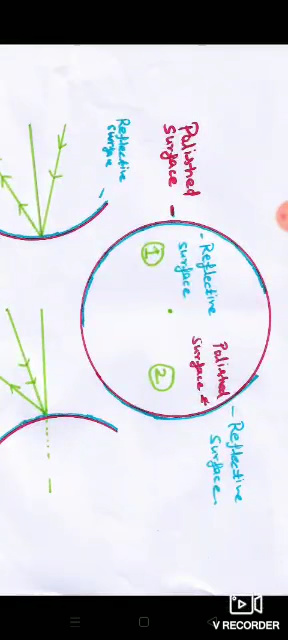 Polished
surface
Reflective
surface
Reflective
surface
1
Polished
surface
2
Reflective
surface
V RECORDER